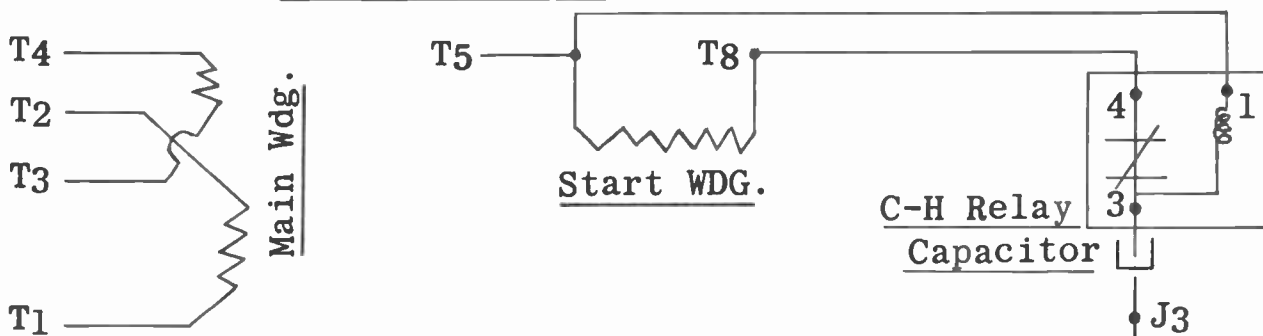 T4
T2
T3
T1
Main Wdg.
T5
T8
Start WDG.
4
1
3
C-H Relay
Capacitor
J3